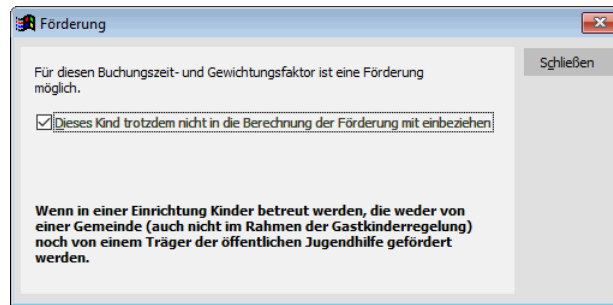 Förderung
Für diesen Buchungszeit- und Gewichtungsfaktor ist eine Förderung
möglich.
Dieses Kind trotzdem nicht in die Berechnung der Förderung mit einbeziehen
Wenn in einer Einrichtung Kinder betreut werden, die weder von
einer Gemeinde (auch nicht im Rahmen der Gastkinderregelung)
noch von einem Träger der öffentlichen Jugendhilfe gefördert
werden.
Schließen